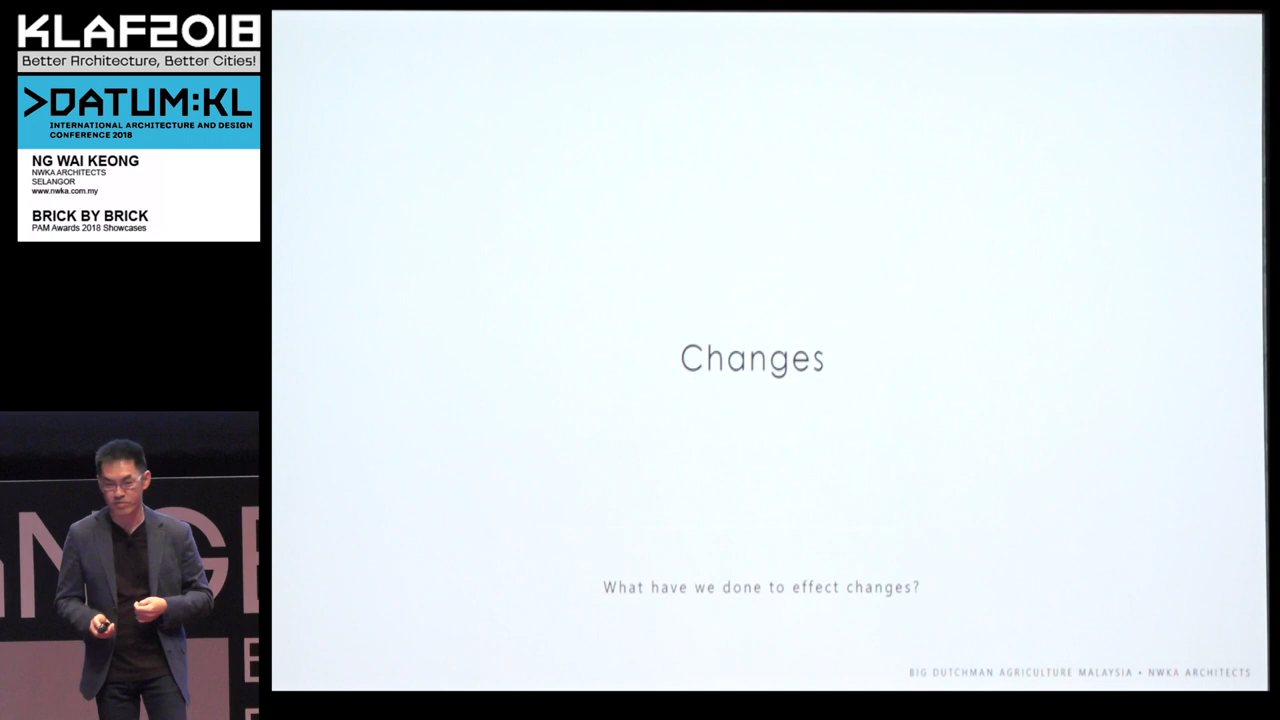 KLAF2018
Better Architecture, Better Cities!
>DATUM:KL
INTERNATIONAL ARCHITECTURE AND DESIGN
CONFERENCE 2018
NG WAI KEONG
NWKA ARCHITECTS
SELANGOR
www.nwka.com.my
BRICK BY BRICK
PAM Awards 2018 Showcases
Changes
What have we done to effect changes?
BIG DUTCHMAN AGRICULTURE MALAYSIA • NWKA ARCHITECTS